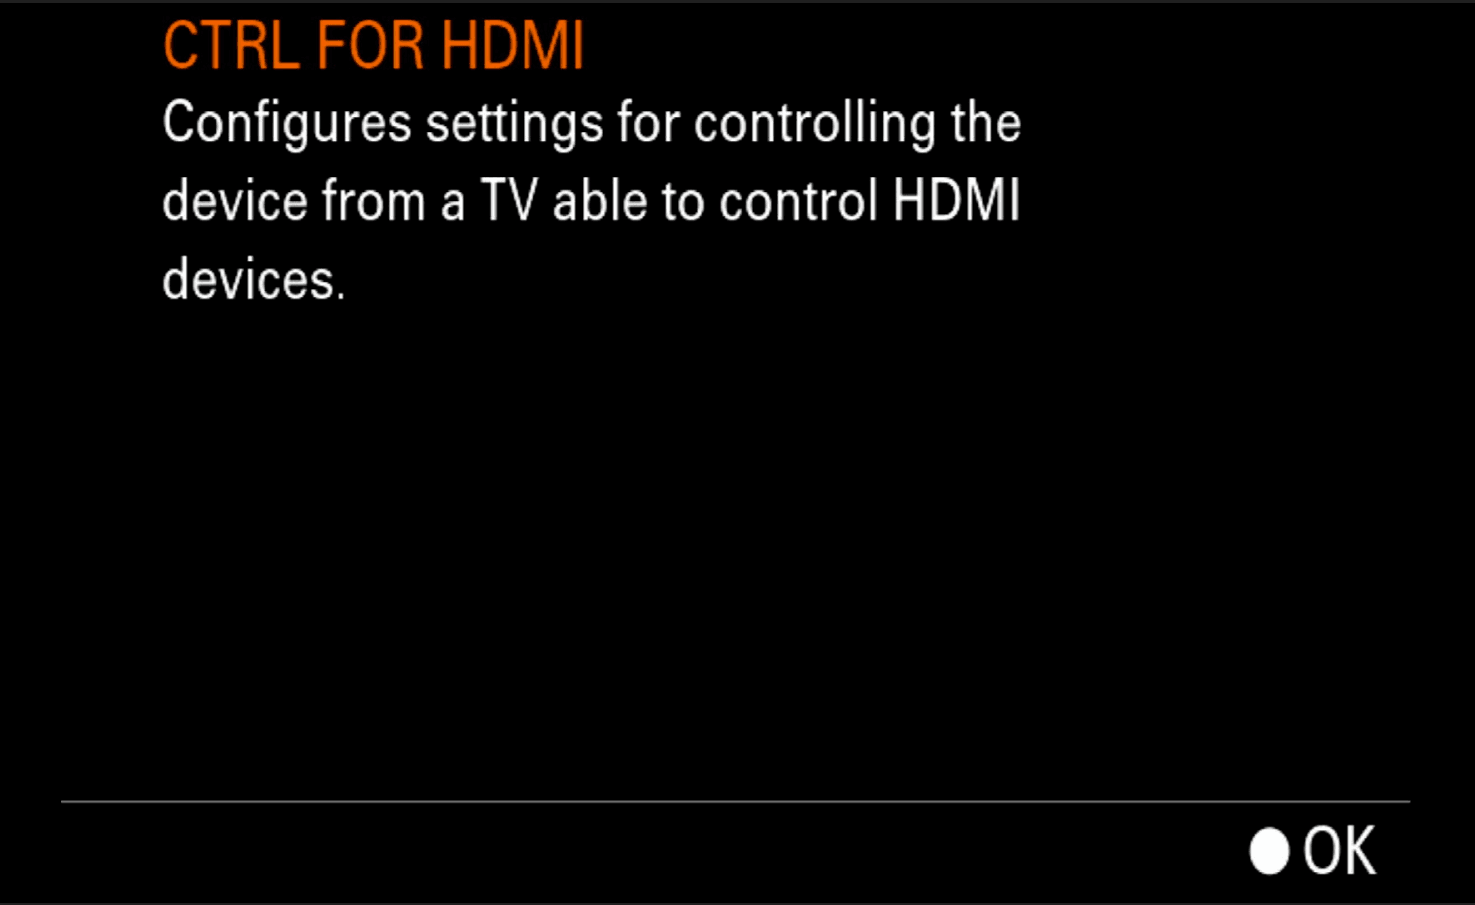 CTRL FOR HDMI
Configures settings for controlling the
device from a TV able to control HDMI
devices.
OK